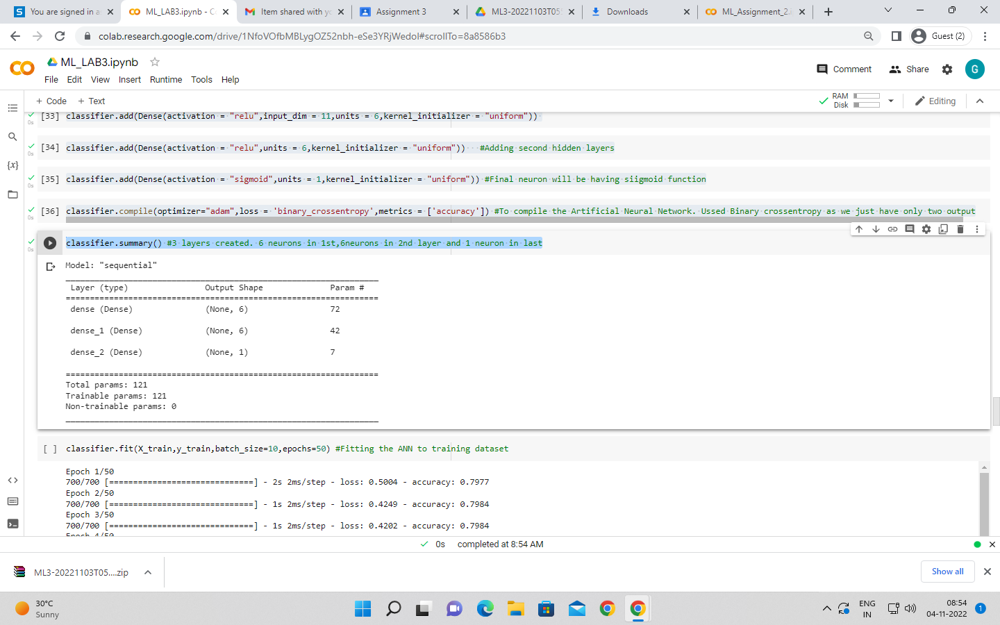 You are signed in a
ML_LAB3.ipynb - C
Item shared with yo
Assignment 3
ML3-20221103T055
Downloads
ML_Assignment_2.i
colab.research.google.com/drive/1NfoVOfbMBLygOZ52nbh-eSe3YRjWedoI#scrollTo=8a8586b3
Guest (2)
ML_LAB3.ipynb
File Edit View Insert Runtime Tools Help
Comment Share G
+ Code + Text
RAM
Disk
Editing
[33] classifier.add(Dense(activation = "relu",input_dim = 11,units = 6,kernel_initializer = "uniform"))
0s
[34] classifier.add(Dense(activation = "relu",units = 6,kernel_initializer = "uniform")) #Adding second hidden layers
0s
[35] classifier.add(Dense(activation = "sigmoid",units = 1,kernel_initializer = "uniform")) #Final neuron will be having siigmoid function
0s
[36] classifier.compile(optimizer="adam",loss = 'binary_crossentropy',metrics = ['accuracy']) #To compile the Artificial Neural Network. Ussed Binary crossentropy as we just have only two output
0s
classifier.summary() #3 layers created. 6 neurons in 1st,6neurons in 2nd layer and 1 neuron in last
0s
Model: "sequential"
Layer (type) Output Shape Param #
=================================================================
dense (Dense) (None, 6) 72
dense_1 (Dense) (None, 6) 42
dense_2 (Dense) (None, 1) 7
=================================================================
Total params: 121
Trainable params: 121
Non-trainable params: 0
[ ] classifier.fit(X_train,y_train,batch_size=10,epochs=50) #Fitting the ANN to training dataset
Epoch 1/50
700/700 [==============================] - 2s 2ms/step - loss: 0.5004 - accuracy: 0.7977
Epoch 2/50
700/700 [==============================] - 1s 2ms/step - loss: 0.4249 - accuracy: 0.7984
Epoch 3/50
700/700 [==============================] - 1s 2ms/step - loss: 0.4202 - accuracy: 0.7984
Epoch 4/50
0s completed at 8:54 AM
ML3-20221103T05....zip
Show all
30°C
Sunny
ENG
IN
08:54
04-11-2022
1